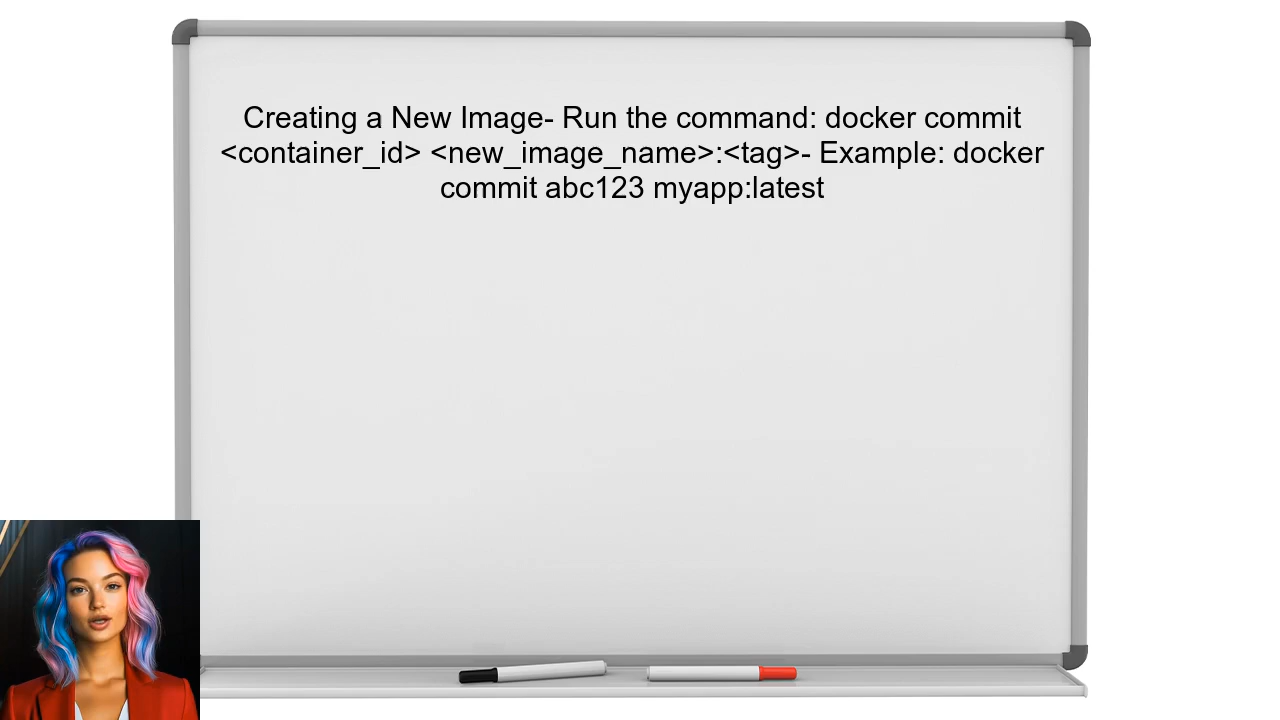 Creating a New Image- Run the command: docker commit
<container_id> <new_image_name>:<tag>- Example: docker
commit abc123 myapp:latest